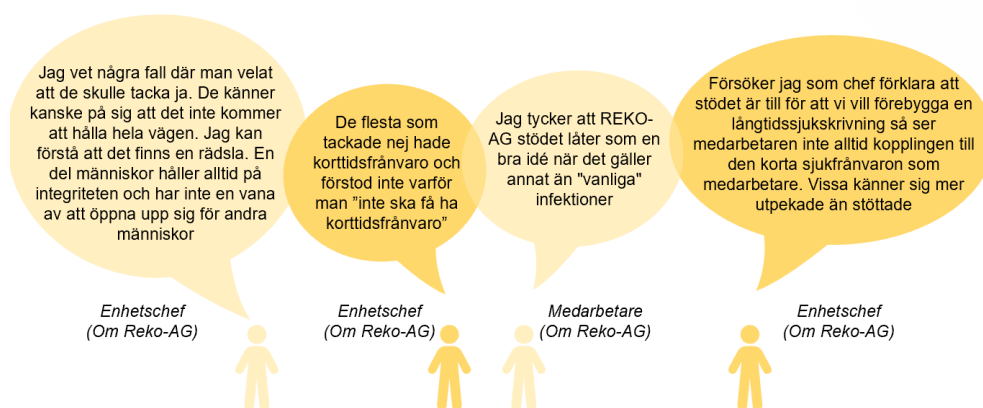 Jag vet några fall där man velat
att de skulle tacka ja. De känner
kanske på sig att det inte kommer
att hålla hela vägen. Jag kan
förstå att det finns en rädsla. En
del människor håller alltid på
integriteten och har inte en vana
av att öppna upp sig för andra
människor
De flesta som
tackade nej hade
korttidsfrånvaro och
förstod inte varför
man ”inte ska få ha
korttidsfrånvaro”
Jag tycker att REKO-
AG stödet låter som en
bra idé när det gäller
annat än "vanliga"
infektioner
Försöker jag som chef förklara att
stödet är till för att vi vill förebygga en
långtidssjukskrivning så ser
medarbetaren inte alltid kopplingen till
den korta sjukfrånvaron som
medarbetare. Vissa känner sig mer
utpekade än stöttade
Enhetschef
(Om Reko-AG)
Enhetschef
(Om Reko-AG)
Medarbetare
(Om Reko-AG)
Enhetschef
(Om Reko-AG)